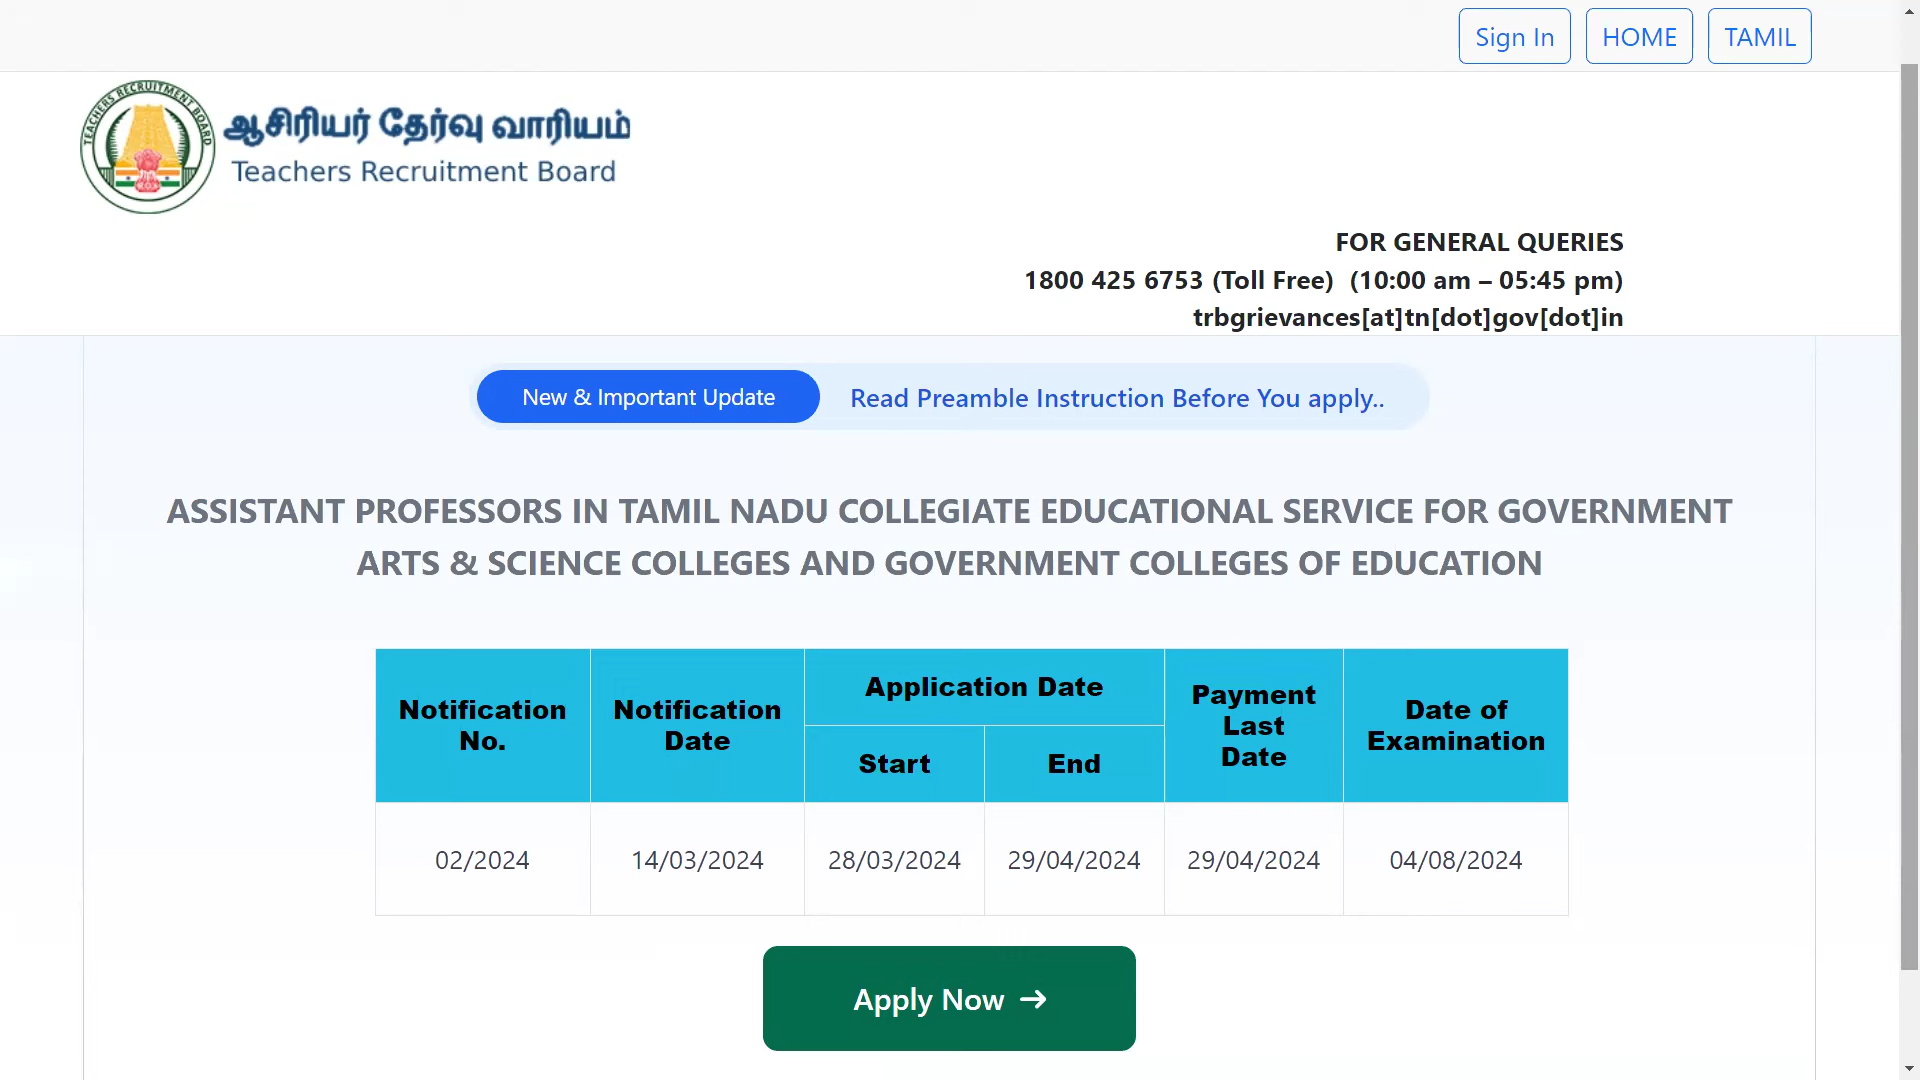 Sign In HOME TAMIL
TEACHERS RECRUITMENT BOARD
ஆசிரியர் தேர்வு வாரியம்
Teachers Recruitment Board
FOR GENERAL QUERIES
1800 425 6753 (Toll Free) (10:00 am – 05:45 pm)
trbgrievances[at]tn[dot]gov[dot]in
New & Important Update Read Preamble Instruction Before You apply..
ASSISTANT PROFESSORS IN TAMIL NADU COLLEGIATE EDUCATIONAL SERVICE FOR GOVERNMENT
ARTS & SCIENCE COLLEGES AND GOVERNMENT COLLEGES OF EDUCATION
Notification
No.
Notification
Date
Application Date
Start
End
Payment
Last
Date
Date of
Examination
02/2024 14/03/2024 28/03/2024 29/04/2024 29/04/2024 04/08/2024
Apply Now →